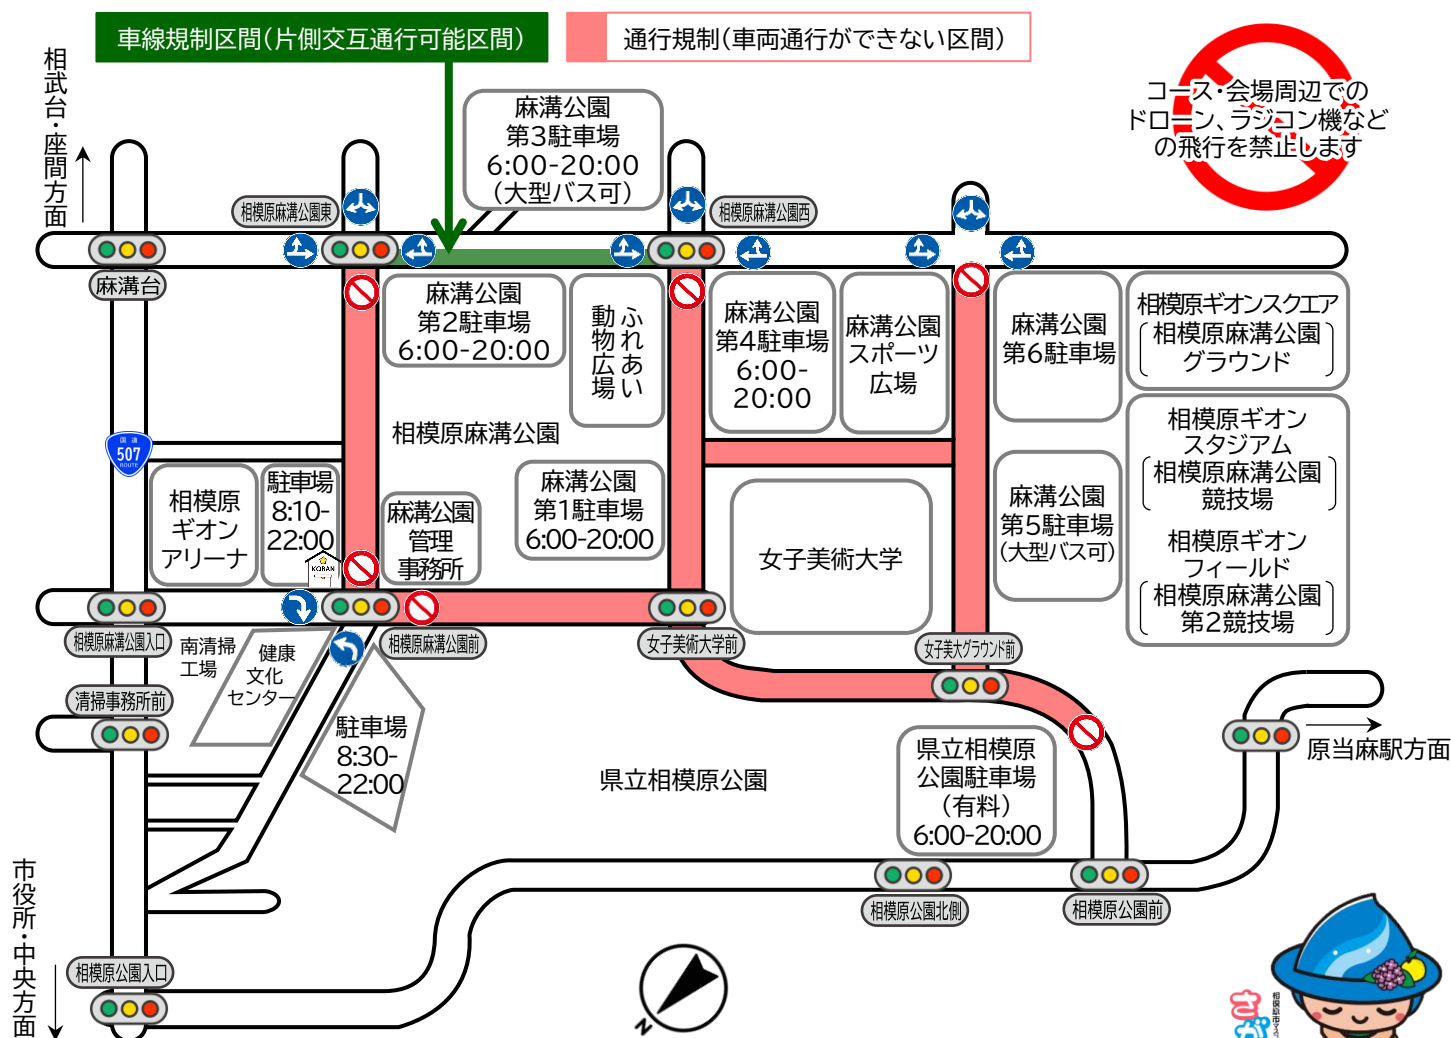 車線規制区間(片側交互通行可能区間)
通行規制(車両通行ができない区間)
コース・会場周辺での
ドローン、ラジコン機など
の飛行を禁止します
相武台・座間方面
麻溝公園
第3駐車場
6:00-20:00
(大型バス可)
相模原麻溝公園東
相模原麻溝公園西
麻溝台
麻溝公園
第2駐車場
6:00-20:00
ふれあい
動物広場
麻溝公園
第4駐車場
6:00-
20:00
麻溝公園
スポーツ
広場
麻溝公園
第6駐車場
相模原ギオンスクエア
相模原麻溝公園
グラウンド
相模原麻溝公園
国道
507
ROUTE
相模原
ギオン
アリーナ
駐車場
8:10-
22:00
KOBAN
麻溝公園
管理
事務所
麻溝公園
第1駐車場
6:00-20:00
女子美術大学
麻溝公園
第5駐車場
(大型バス可)
相模原ギオン
スタジアム
相模原麻溝公園
競技場
相模原ギオン
フィールド
相模原麻溝公園
第2競技場
相模原麻溝公園入口
南清掃
工場
健康
文化
センター
相模原麻溝公園前
女子美術大学前
女子美大グラウンド前
清掃事務所前
駐車場
8:30-
22:00
県立相模原公園
県立相模原
公園駐車場
(有料)
6:00-20:00
原当麻駅方面
相模原公園北側
相模原公園前
市役所・中央方面
相模原公園入口
N
さが
相模原市マス